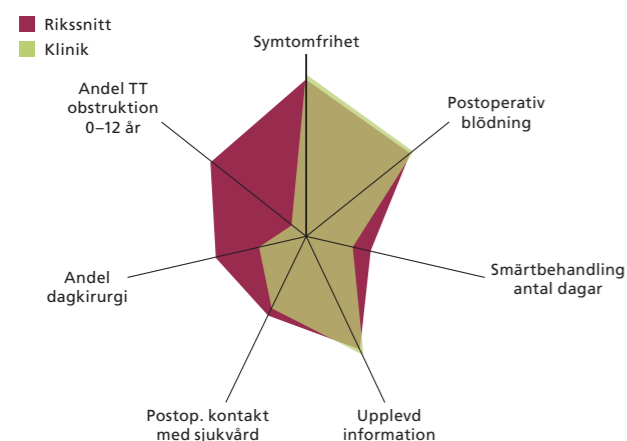 Rikssnitt
Klinik
Symtomfrihet
Andel TT
obstruktion
0–12 år
Postoperativ
blödning
Andel
dagkirurgi
Smärtbehandling
antal dagar
Postop. kontakt
med sjukvård
Upplevd
information